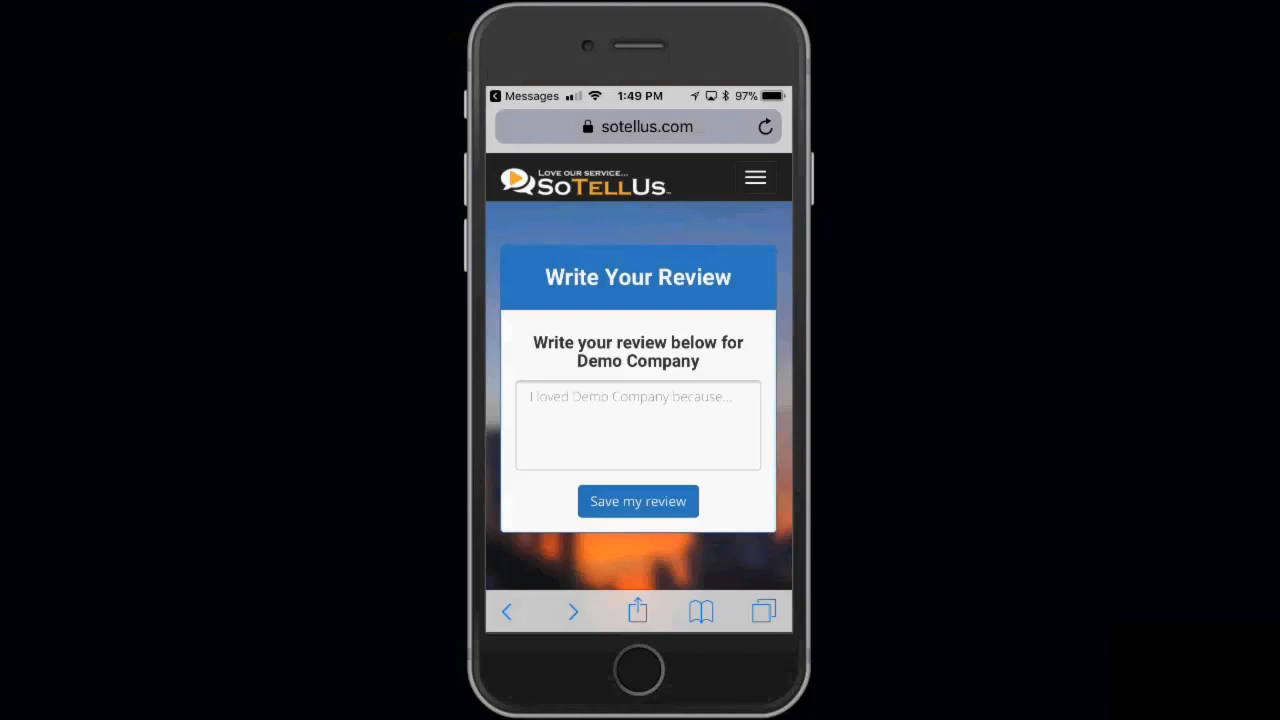 Messages 1:49 PM 97%
sotellus.com
LOVE OUR SERVICE...
SOTELLUS
Write Your Review
Write your review below for
Demo Company
I loved Demo Company because...
Save my review